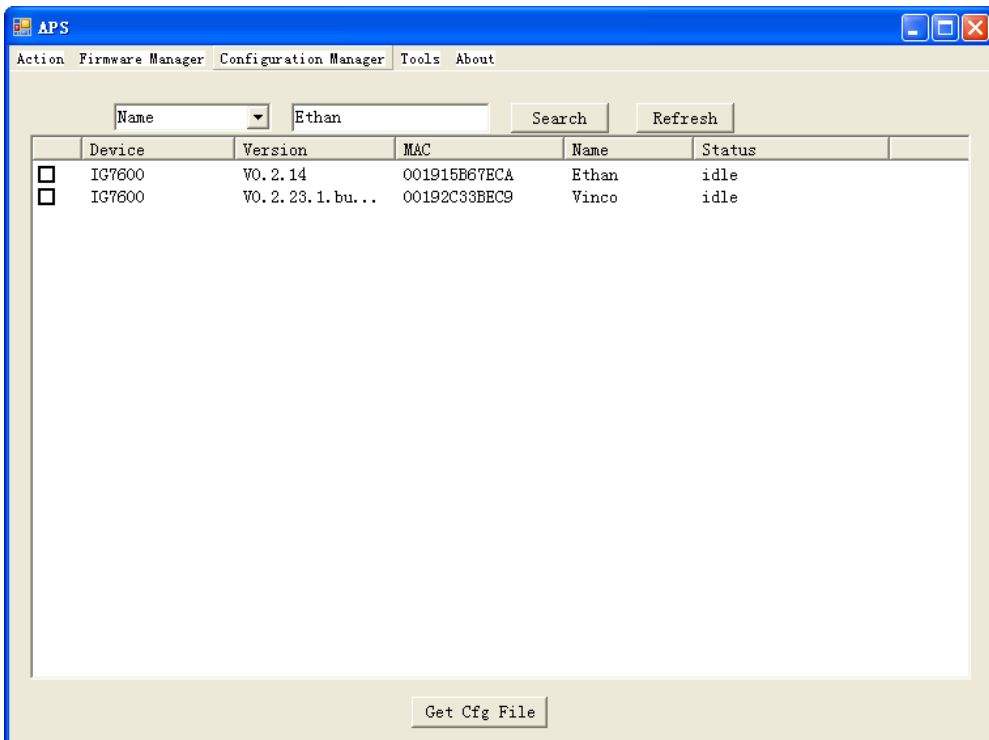 APS
Action Firmware Manager Configuration Manager Tools About
Name Ethan Search Refresh
Device Version MAC Name Status
IG7600 V0.2.14 001915B67ECA Ethan idle
IG7600 V0.2.23.1.bu... 00192C33BEC9 Vinco idle
Get Cfg File